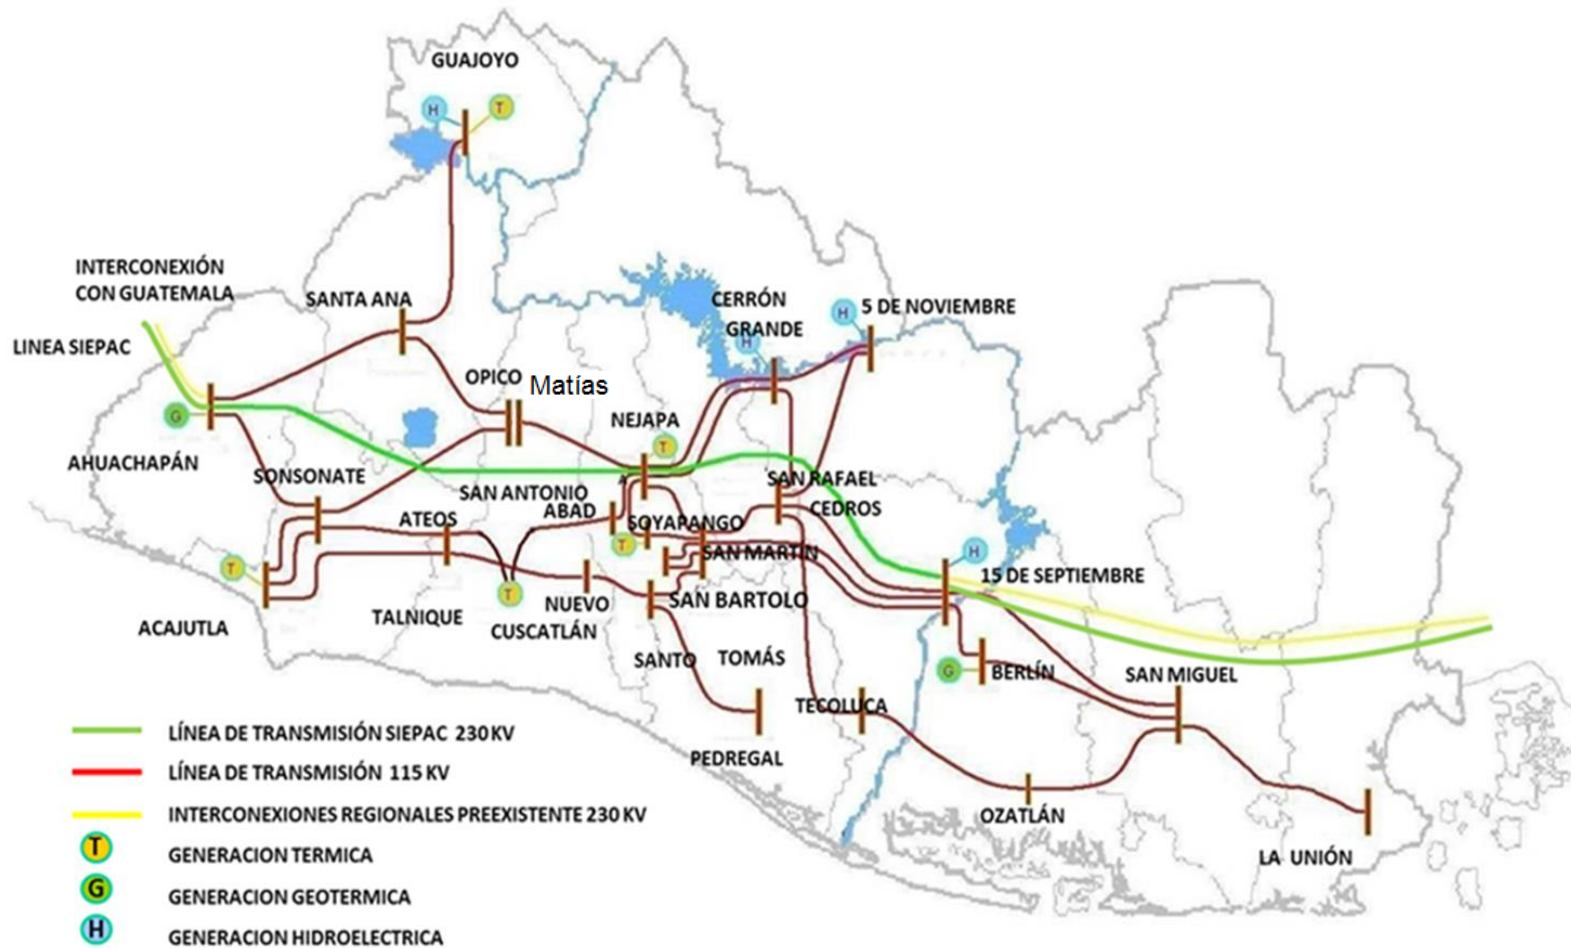 GUAJOYO
H
T
INTERCONEXIÓN
CON GUATEMALA
SANTA ANA
CERRÓN
GRANDE
H
H
5 DE NOVIEMBRE
LINEA SIEPAC
OPICO
Matías
G
NEJAPA
T
AHUACHAPÁN
SONSONATE
SAN ANTONIO
ABAD
SAN RAFAEL
CEDROS
ATEOS
SOYAPANGO
T
SAN MARTIN
H
15 DE SEPTIEMBRE
T
T
ACAJUTLA
TALNIQUE
NUEVO
CUSCATLÁN
SAN BARTOLO
SANTO TOMÁS
G
BERLÍN
SAN MIGUEL
TECOLUCA
PEDREGAL
OZATLÁN
LA UNIÓN
LÍNEA DE TRANSMISIÓN SIEPAC 230 KV
LÍNEA DE TRANSMISIÓN 115 KV
INTERCONEXIONES REGIONALES PREEXISTENTE 230 KV
T GENERACION TERMICA
G GENERACION GEOTERMICA
H GENERACION HIDROELECTRICA